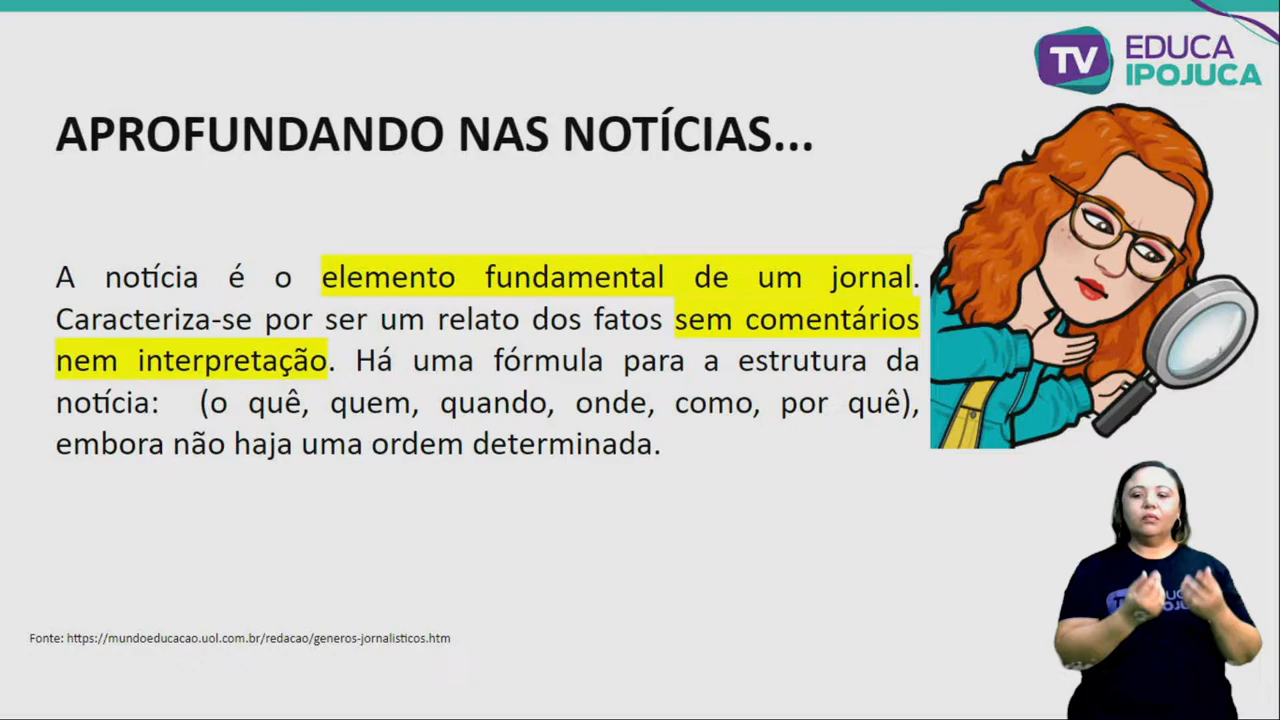 TV EDUCA
IPOJUCA
APROFUNDANDO NAS NOTÍCIAS...
A notícia é o elemento fundamental de um jornal.
Caracteriza-se por ser um relato dos fatos sem comentários
nem interpretação. Há uma fórmula para a estrutura da
notícia: (o quê, quem, quando, onde, como, por quê),
embora não haja uma ordem determinada.
Fonte: https://mundoeducacao.uol.com.br/redacao/generos-jornalisticos.htm